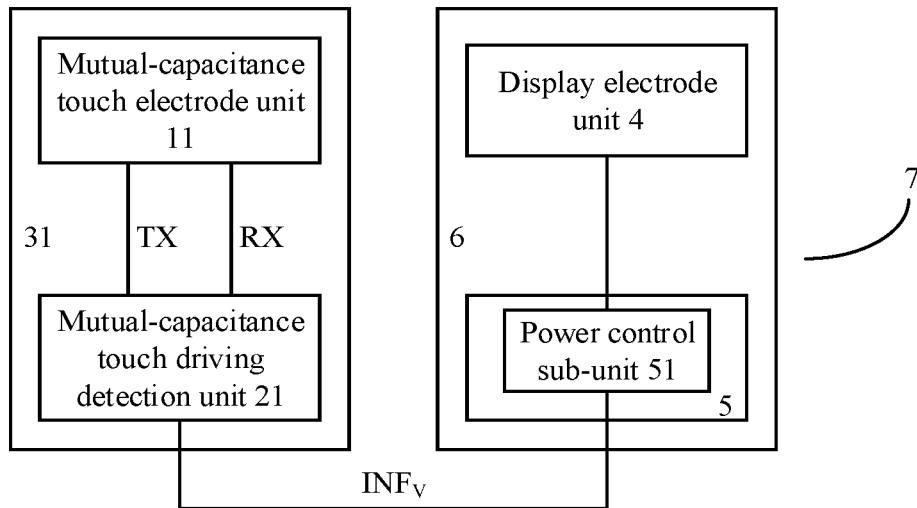 Mutual-capacitance
touch electrode unit
11
31
TX
RX
Mutual-capacitance
touch driving
detection unit 21
Display electrode
unit 4
6
Power control
sub-unit 51
5
7
INFV